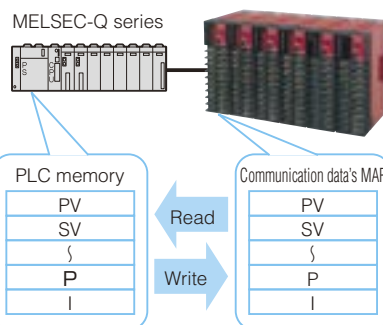 MELSEC-Q series
P
S
C
P
U
PLC memory
Communication data's MAP
PV
SV
P
I
Read
Write
PV
SV
P
I